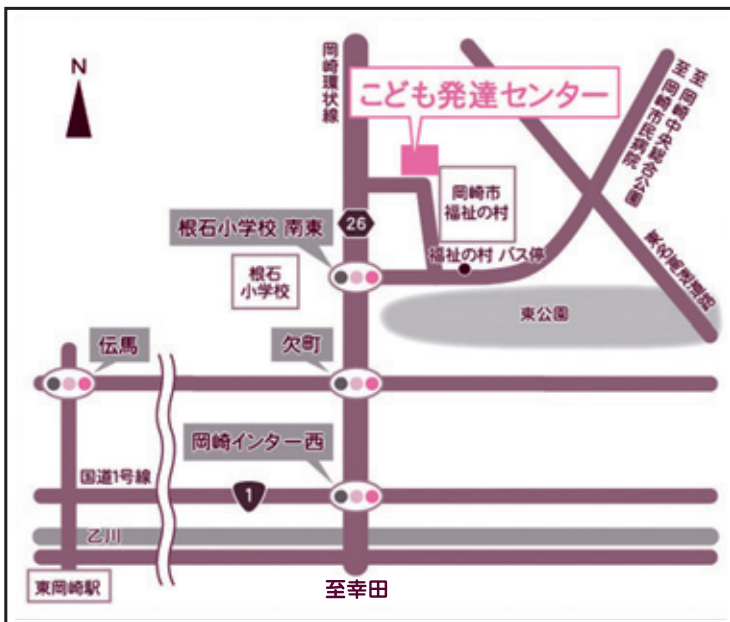 N
岡崎環状線
こども発達センター
至 岡崎中央総合公園
至 岡崎市民病院
岡崎市
福祉の村
26
根石小学校 南東
福祉の村 バス停
根石
小学校
東公園
伝馬
欠町
岡崎インター西
国道1号線
1
乙川
東岡崎駅
至幸田